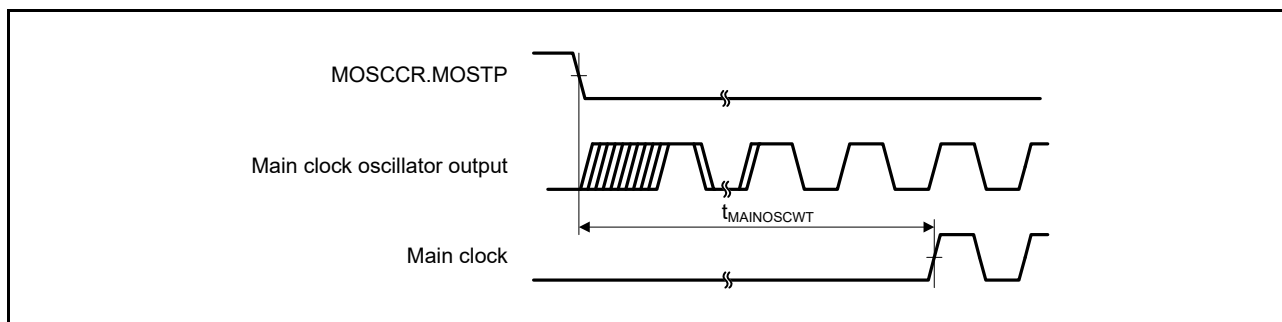 MOSCCR.MOSTP
Main clock oscillator output
tMAINOSCWT
Main clock